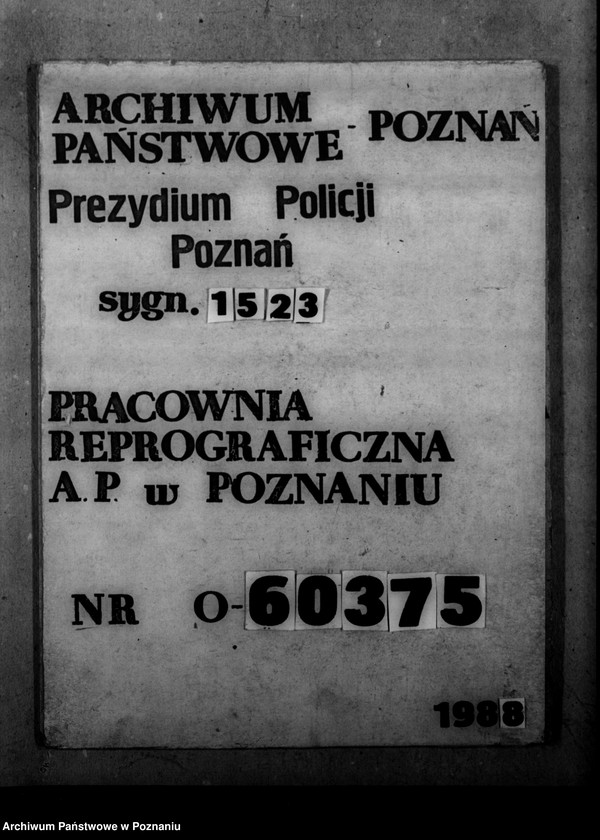 ARCHIWUM
PAŃSTWOWE - POZNAŃ
Prezydium Policji
Poznań
sygn. 1523
PRACOWNIA
REPROGRAFICZNA
A.P. w POZNANIU
NR O-60375
1988
Archiwum Państwowe w Poznaniu